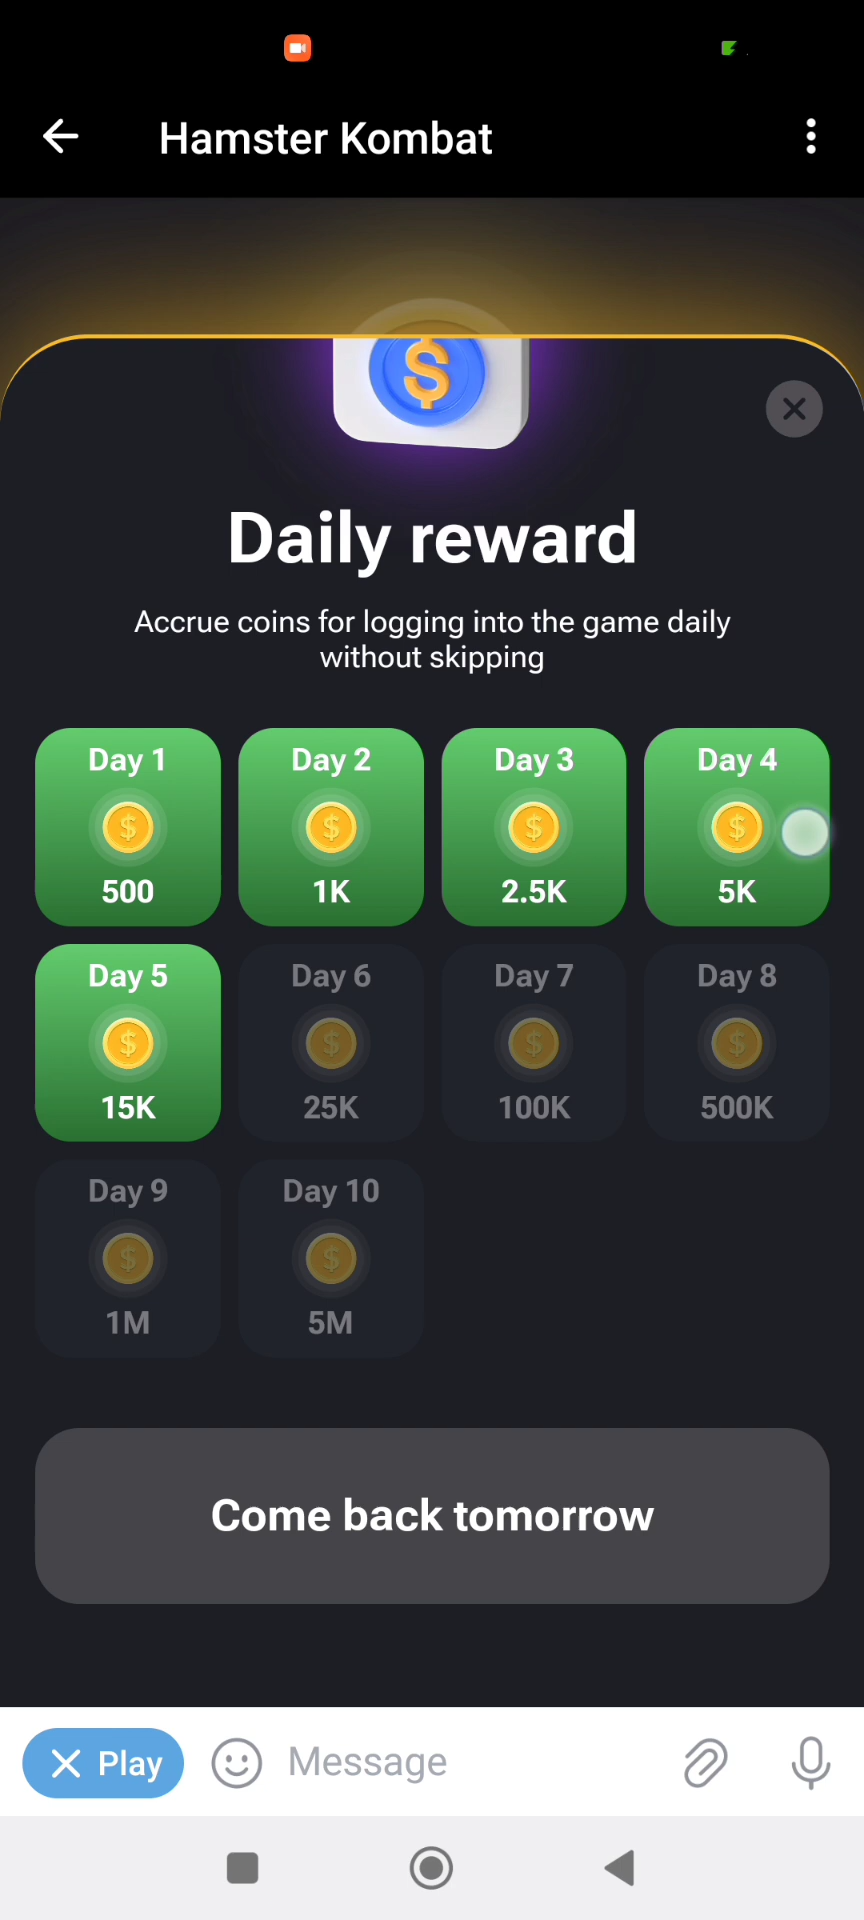 Hamster Kombat
$
Daily reward
Accrue coins for logging into the game daily
without skipping
Day 1
$
500
Day 2
$
1K
Day 3
$
2.5K
Day 4
$
5K
Day 5
$
15K
Day 6
$
25K
Day 7
$
100K
Day 8
$
500K
Day 9
$
1M
Day 10
$
5M
Come back tomorrow
Play
Message